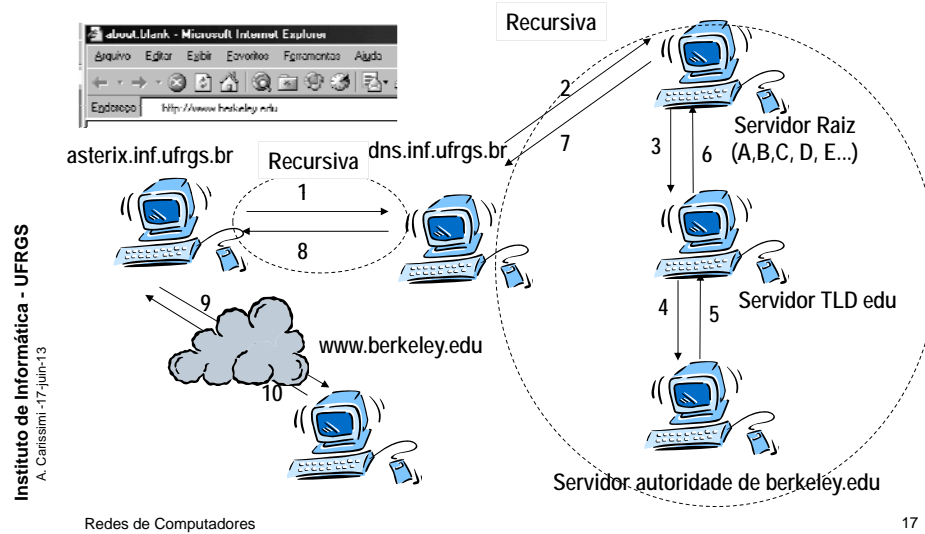 about.blank - Microsoft Internet Explorer
Arquivo Editar Exibir Favoritos Ferramentas Ajuda
Endereço http://www.berkeley.edu
Recursiva
2
7
Servidor Raiz
(A,B,C, D, E...)
3
6
asterix.inf.ufrgs.br
Recursiva
dns.inf.ufrgs.br
1
8
Servidor TLD edu
4
5
9
www.berkeley.edu
10
Servidor autoridade de berkeley.edu
Instituto de Informática - UFRGS
A. Carissimi -17-juin-13
Redes de Computadores
17